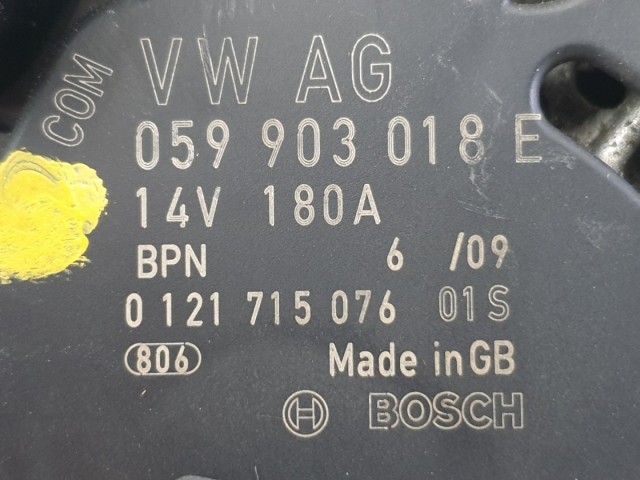 COM
VW AG
059 903 018 E
14V 180A
BPN 6 /09
0 121 715 076 01S
806 Made in GB
BOSCH